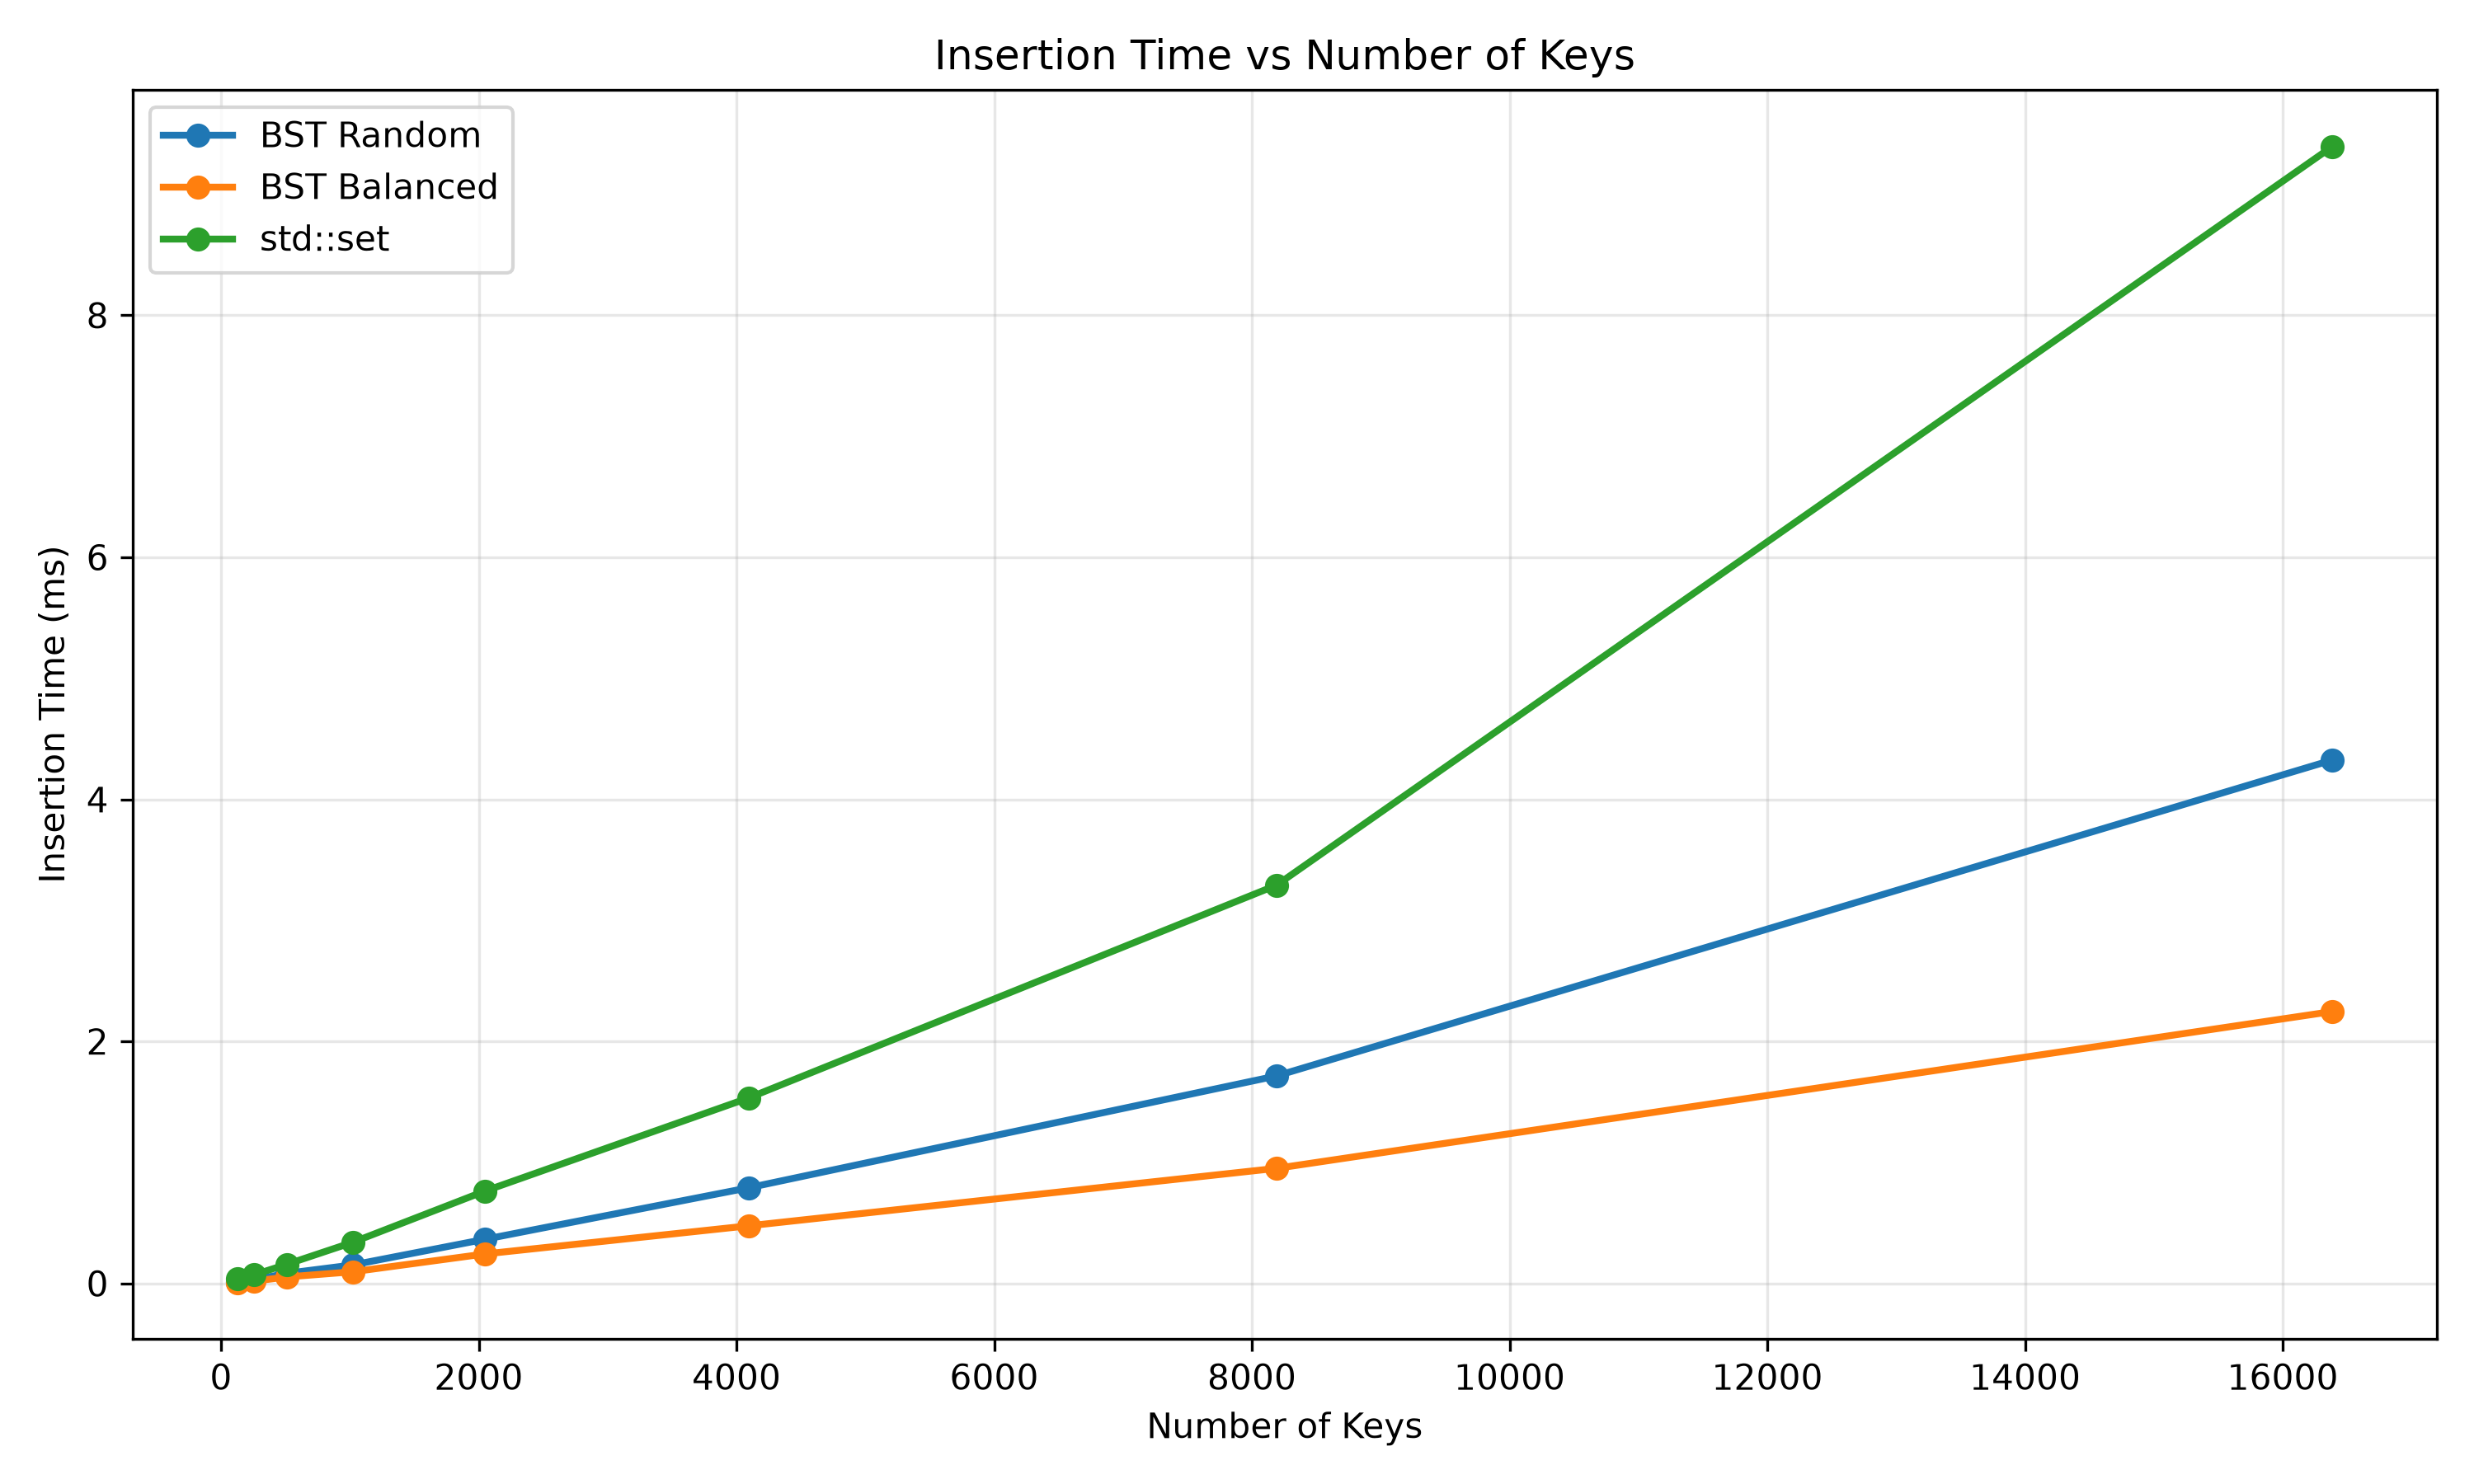 Insertion Time vs Number of Keys
BST Random
BST Balanced
std::set
Insertion Time (ms)
8
6
4
2
0
0 2000 4000 6000 8000 10000 12000 14000 16000
Number of Keys